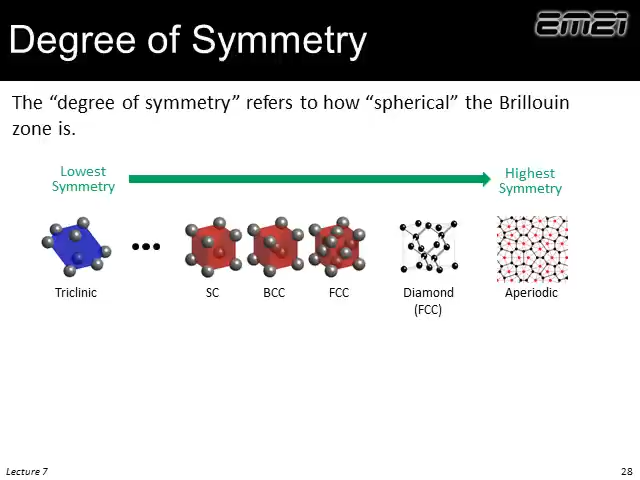 Degree of Symmetry
EM21
The “degree of symmetry” refers to how “spherical” the Brillouin
zone is.
Lowest
Symmetry
Highest
Symmetry
Triclinic
SC
BCC
FCC
Diamond
(FCC)
Aperiodic
Lecture 7
28